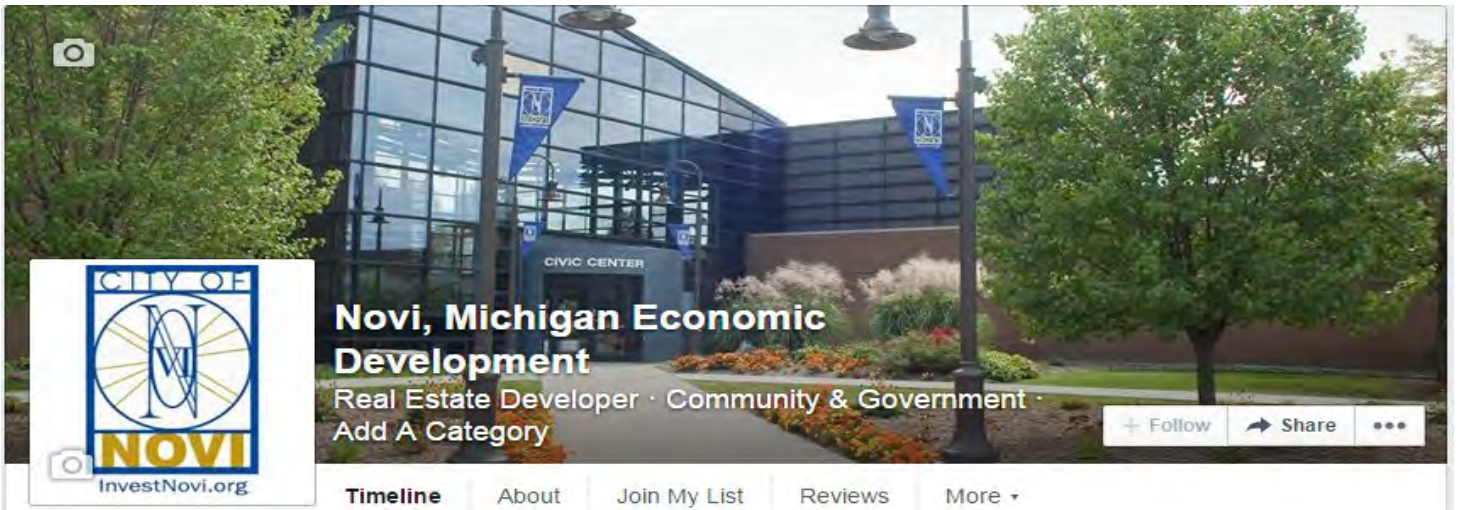 CIVIC CENTER
CITY OF
NOVI
NOVI
InvestNovi.org
Novi, Michigan Economic
Development
Real Estate Developer · Community & Government ·
Add A Category
+ Follow
Share
•••
Timeline
About
Join My List
Reviews
More